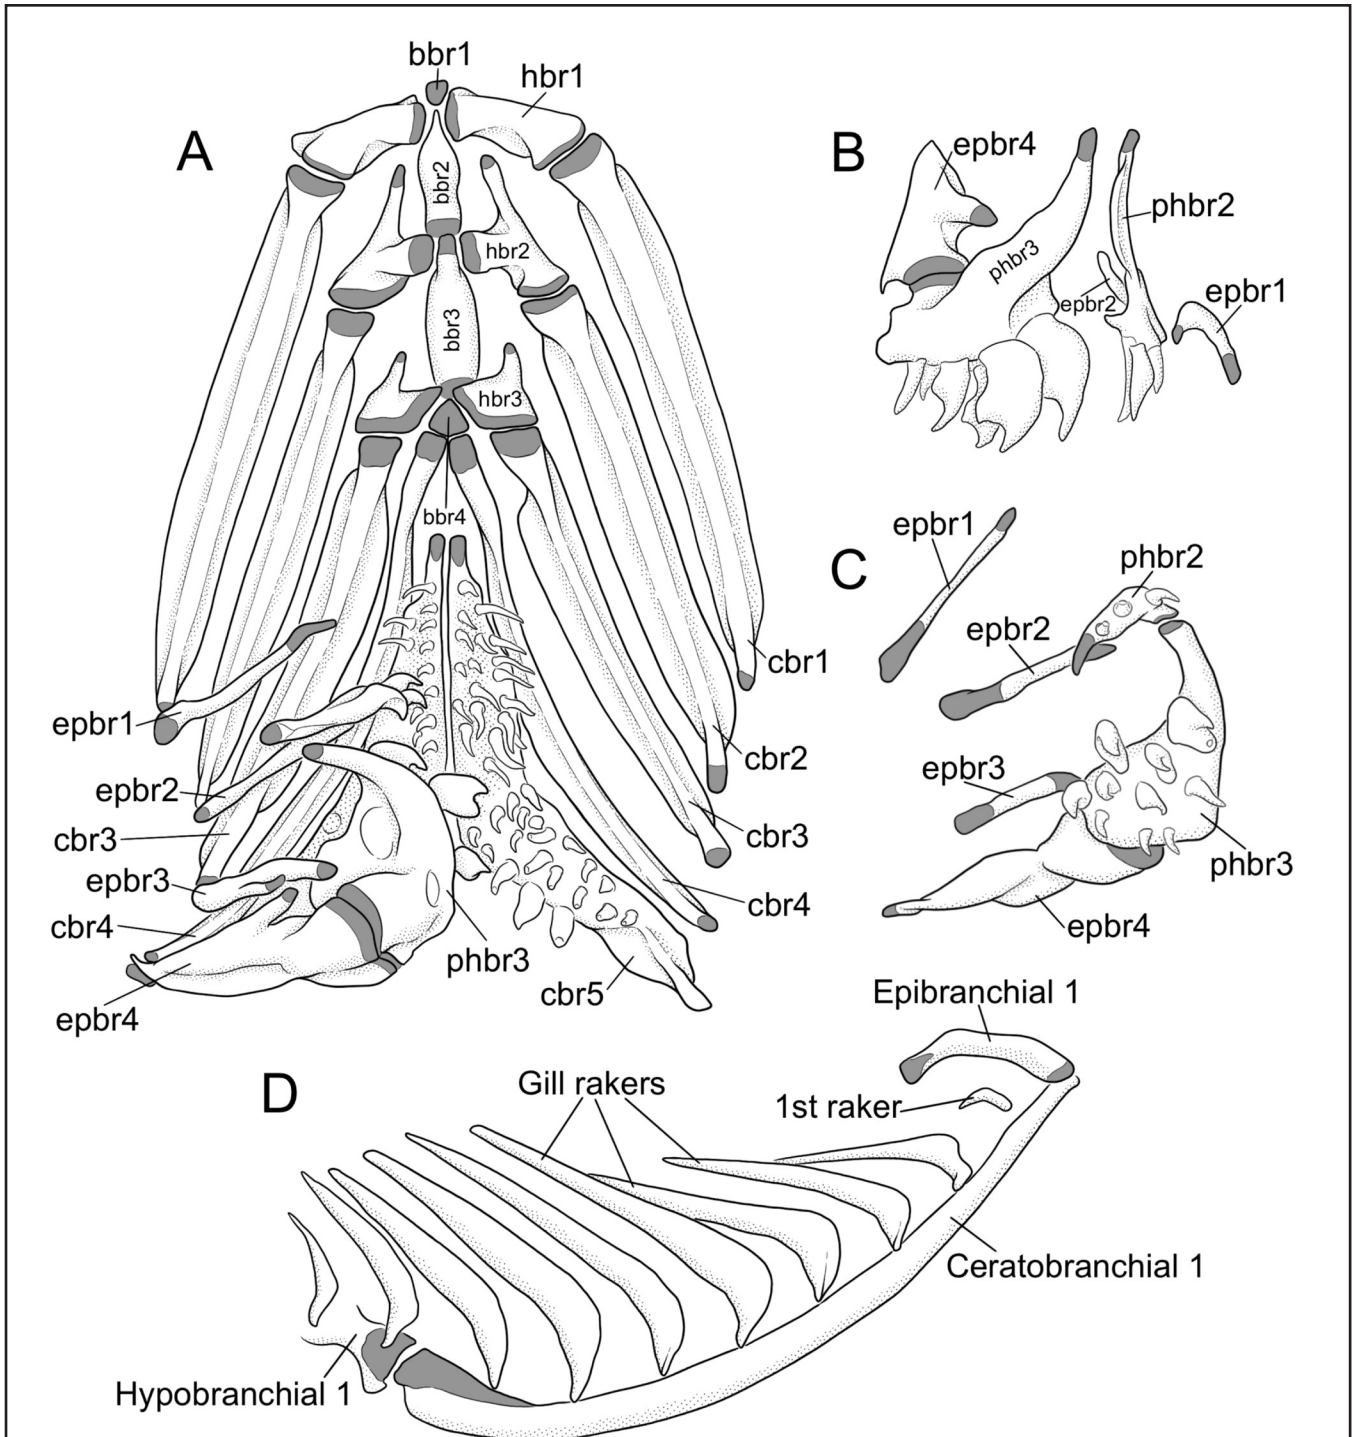 A
bbr1
hbr1
bbr2
hbr2
bbr3
hbr3
bbr4
cbr1
cbr2
cbr3
cbr4
cbr5
phbr3
epbr1
epbr2
cbr3
epbr3
cbr4
epbr4
B
epbr4
phbr3
phbr2
epbr2
epbr1
C
epbr1
phbr2
epbr2
epbr3
phbr3
epbr4
D
Epibranchial 1
Gill rakers
1st raker
Ceratobranchial 1
Hypobranchial 1